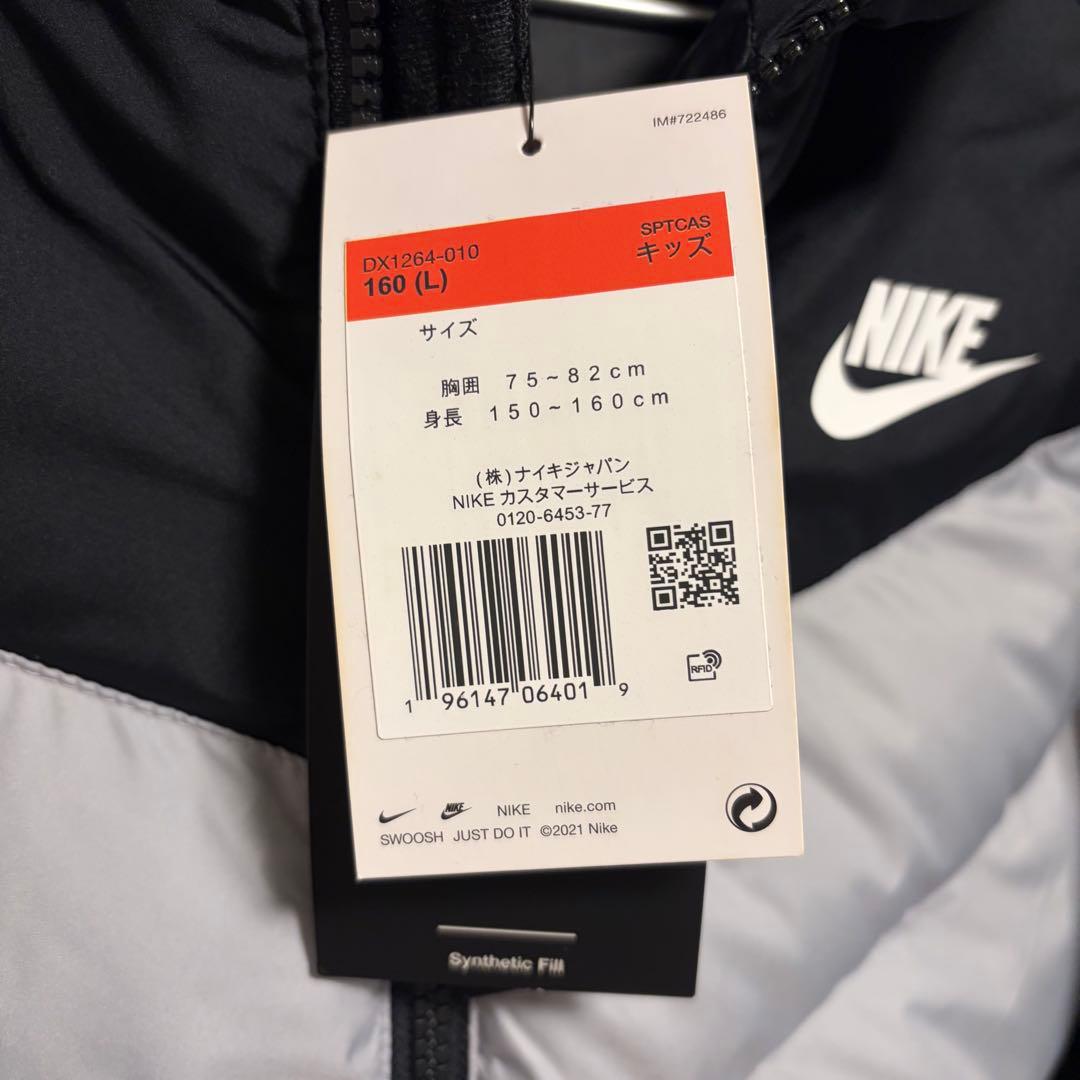 IM#722486
DX1264-010
160 (L)
SPTCAS
キッズ
サイズ
胸囲 75~82cm
身長 150~160cm
(株)ナイキジャパン
NIKE カスタマーサービス
0120-6453-77
1 96147 06401 9
RFID
NIKE
NIKE nike.com
SWOOSH JUST DO IT ©2021 Nike
Synthetic Fill
NIKE